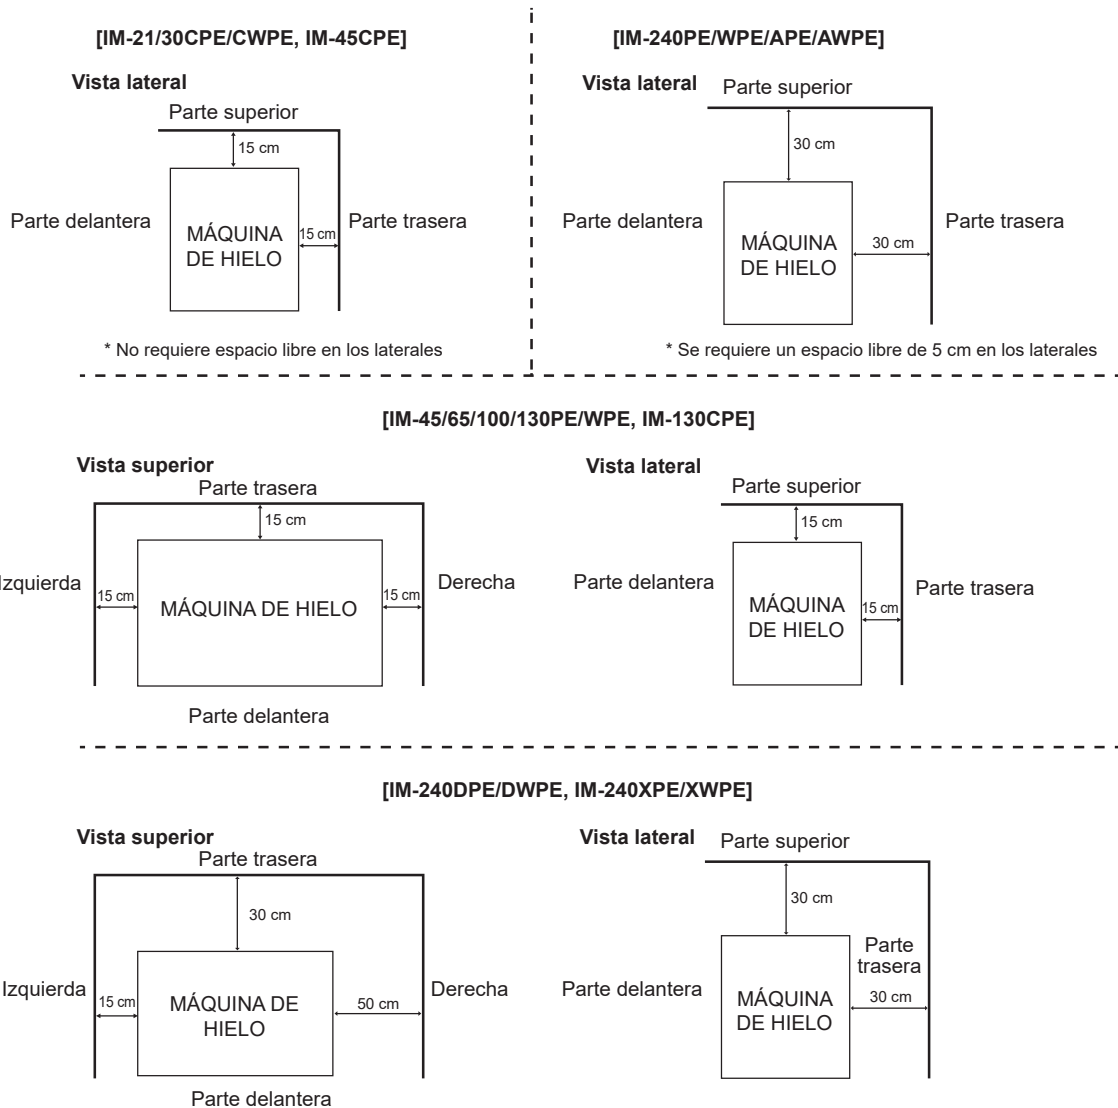 [IM-21/30CPE/CWPE, IM-45CPE]
Vista lateral
Parte superior
15 cm
Parte delantera
MÁQUINA
DE HIELO
15 cm
Parte trasera
* No requiere espacio libre en los laterales
[IM-240PE/WPE/APE/AWPE]
Vista lateral
Parte superior
30 cm
Parte delantera
MÁQUINA
DE HIELO
30 cm
Parte trasera
* Se requiere un espacio libre de 5 cm en los laterales
[IM-45/65/100/130PE/WPE, IM-130CPE]
Vista superior
Parte trasera
15 cm
Izquierda
15 cm
MÁQUINA DE HIELO
15 cm
Derecha
Parte delantera
Vista lateral
Parte superior
15 cm
Parte delantera
MÁQUINA
DE HIELO
15 cm
Parte trasera
[IM-240DPE/DWPE, IM-240XPE/XWPE]
Vista superior
Parte trasera
30 cm
Izquierda
15 cm
MÁQUINA DE
HIELO
50 cm
Derecha
Parte delantera
Vista lateral
Parte superior
30 cm
Parte delantera
MÁQUINA
DE HIELO
Parte
trasera
30 cm